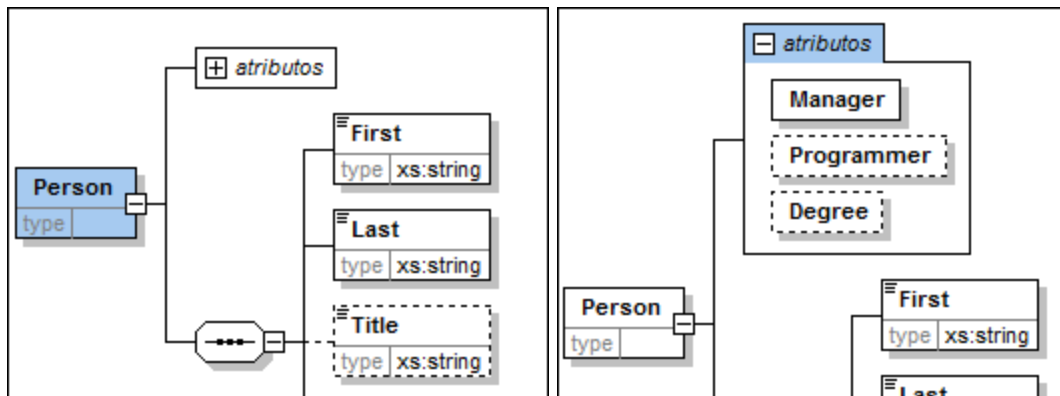 atributos
First
type xs:string
Person
type
Last
type xs:string
Title
type xs:string
atributos
Manager
Programmer
Degree
Person
type
First
type xs:string
Last